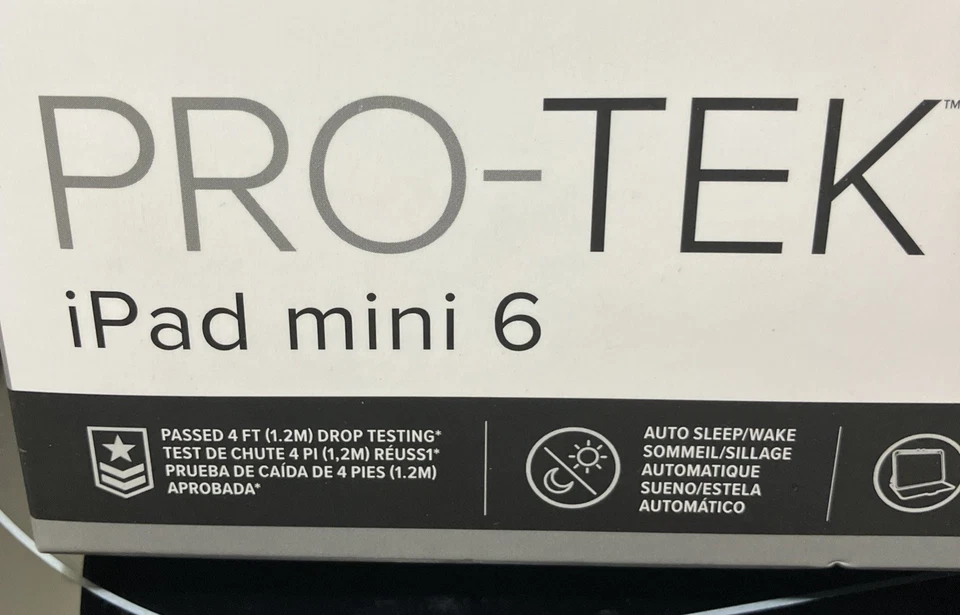 PRO-TEK™
iPad mini 6
PASSED 4 FT (1.2M) DROP TESTING*
TEST DE CHUTE 4 PI (1,2M) RÉUSS1*
PRUEBA DE CAÍDA DE 4 PIES (1.2M)
APROBADA*
AUTO SLEEP/WAKE
SOMMEIL/SILLAGE
AUTOMATIQUE
SUENO/ESTELA
AUTOMÁTICO